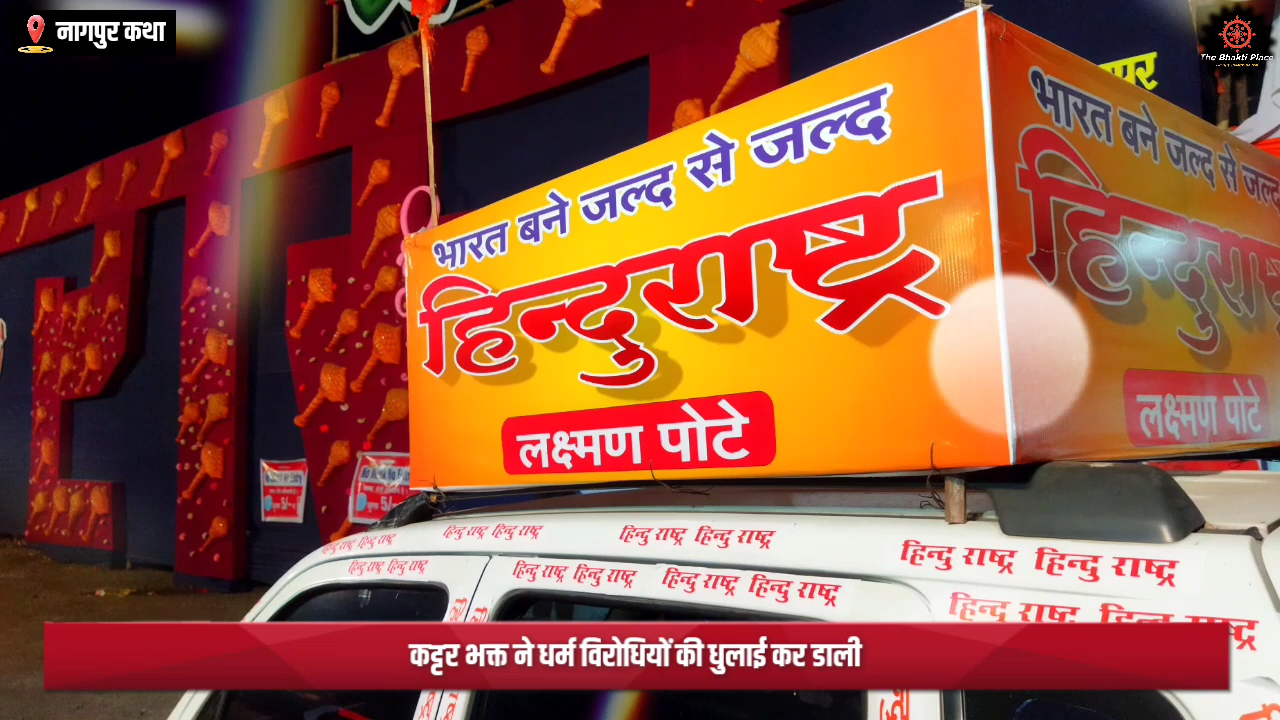 नागपुर कथा
The Bhakti Place
भारत बने जल्द से जल्द
हिन्दुराष्ट्र
लक्ष्मण पोटे
भारत बने जल्द से जल्द
हिन्दुराष्ट्र
लक्ष्मण पोटे
हिन्दु राष्ट्र हिन्दु राष्ट्र
हिन्दु राष्ट्र हिन्दु राष्ट्र
हिन्दु राष्ट्र हिन्दु राष्ट्र
हिन्दु राष्ट्र हिन्दु राष्ट्र
हिन्दु राष्ट्र हिन्दु राष्ट्र
हिन्दु राष्ट्र हिन्दु राष्ट्र
हिन्दु राष्ट्र हिन्दु राष्ट्र
हिन्दु राष्ट्र हिन्दु राष्ट्र
हिन्दु राष्ट्र हिन्दु राष्ट्र
कट्टर भक्त ने धर्म विरोधियों की धुलाई कर डाली